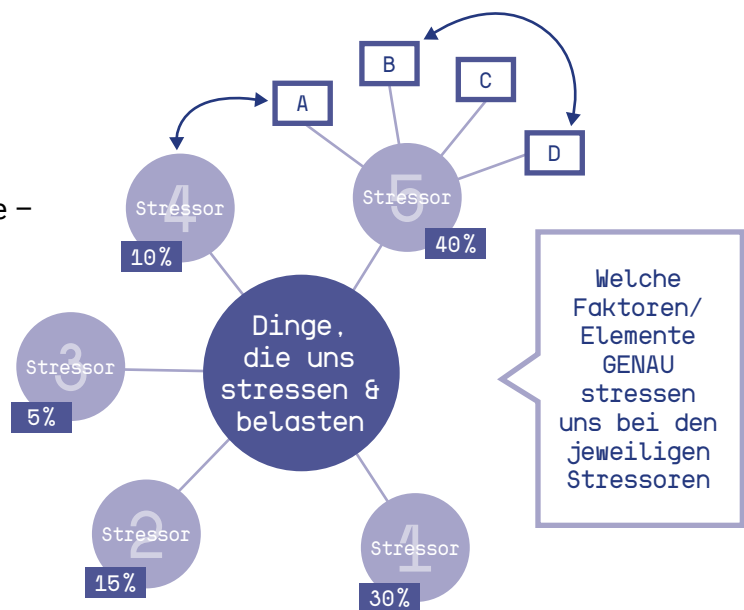 B
C
A
D
e –
4
Stressor
10%
5
Stressor
40%
Dinge,
die uns
stressen &
belasten
Welche
Faktoren/
Elemente
GENAU
stressen
uns bei den
jeweiligen
Stressoren
3
Stressor
5%
2
Stressor
15%
1
Stressor
30%